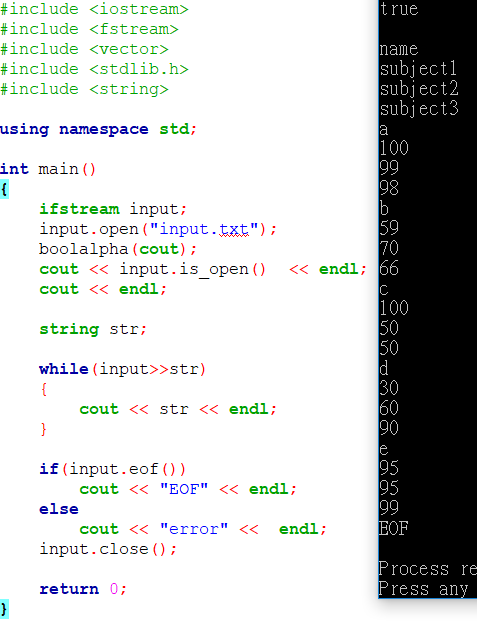 #include <iostream>
#include <fstream>
#include <vector>
#include <stdlib.h>
#include <string>

using namespace std;

int main()
{
    ifstream input;
    input.open("input.txt");
    boolalpha(cout);
    cout << input.is_open()  << endl;
    cout << endl;

    string str;

    while(input>>str)
    {
        cout << str << endl;
    }

    if(input.eof())
        cout << "EOF" << endl;
    else
        cout << "error" <<  endl;
    input.close();

    return 0;
}
true

name
subject1
subject2
subject3
a
100
99
98
b
59
70
66
c
100
50
50
d
30
60
90
e
95
95
99
EOF

Process re
Press any